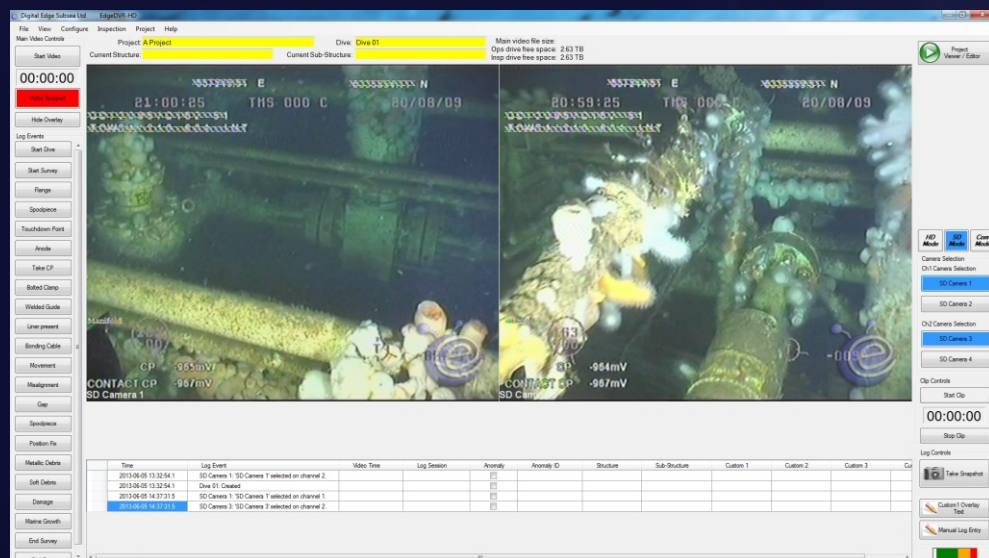 Digital Edge Subsea Ltd EdgeDVR-HD
File View Configure Inspection Project Help
Main Video Controls
Start Video
00:00:00
Video Stopped
Hide Overlay
Log Events
Start Dive
Start Survey
Flange
Spoolpiece
Touchdown Point
Anode
Take CP
Bolted Clamp
Welded Guide
Liner present
Bonding Cable
Movement
Misalignment
Gap
Spoolpiece
Position Fix
Metallic Debris
Soft Debris
Damage
Marine Growth
End Survey
Project: A Project Dive: Dive 01
Current Structure: Current Sub-Structure:
Main video file size:
Ops drive free space: 2.63 TB
Insp drive free space: 2.63 TB
E N
21:00:25 TMS 000 C 20/08/09
Manifold
CP -965mV
CONTACT CP -967mV
SD Camera 1
E N
20:59:25 TMS 000 C 20/08/09
CP -964mV
CONTACT CP -967mV
SD Camera 3
Time Log Event Video Time Log Session Anomaly Anomaly ID Structure Sub-Structure Custom 1 Custom 2 Custom 3
2013-06-05 13:32:54.1 SD Camera 1: 'SD Camera 1' selected on channel 2.
2013-06-05 13:32:54.1 Dive 01: Created
2013-06-05 14:37:31.5 SD Camera 1: 'SD Camera 1' selected on channel 1.
2013-06-05 14:37:31.5 SD Camera 3: 'SD Camera 3' selected on channel 2.
Project
Viewer / Editor
HD Mode SD Mode Com Mode
Camera Selection
Ch1 Camera Selection
SD Camera 1
SD Camera 2
Ch2 Camera Selection
SD Camera 3
SD Camera 4
Clip Controls
Start Clip
00:00:00
Stop Clip
Log Controls
Take Snapshot
Custom1 Overlay
Text
Manual Log Entry